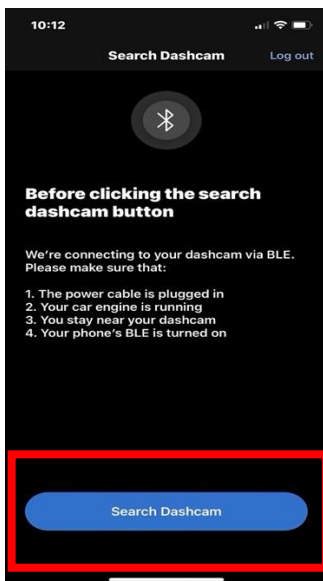 10:12
Search Dashcam
Log out
Before clicking the search
dashcam button
We're connecting to your dashcam via BLE.
Please make sure that:
1. The power cable is plugged in
2. Your car engine is running
3. You stay near your dashcam
4. Your phone's BLE is turned on
Search Dashcam